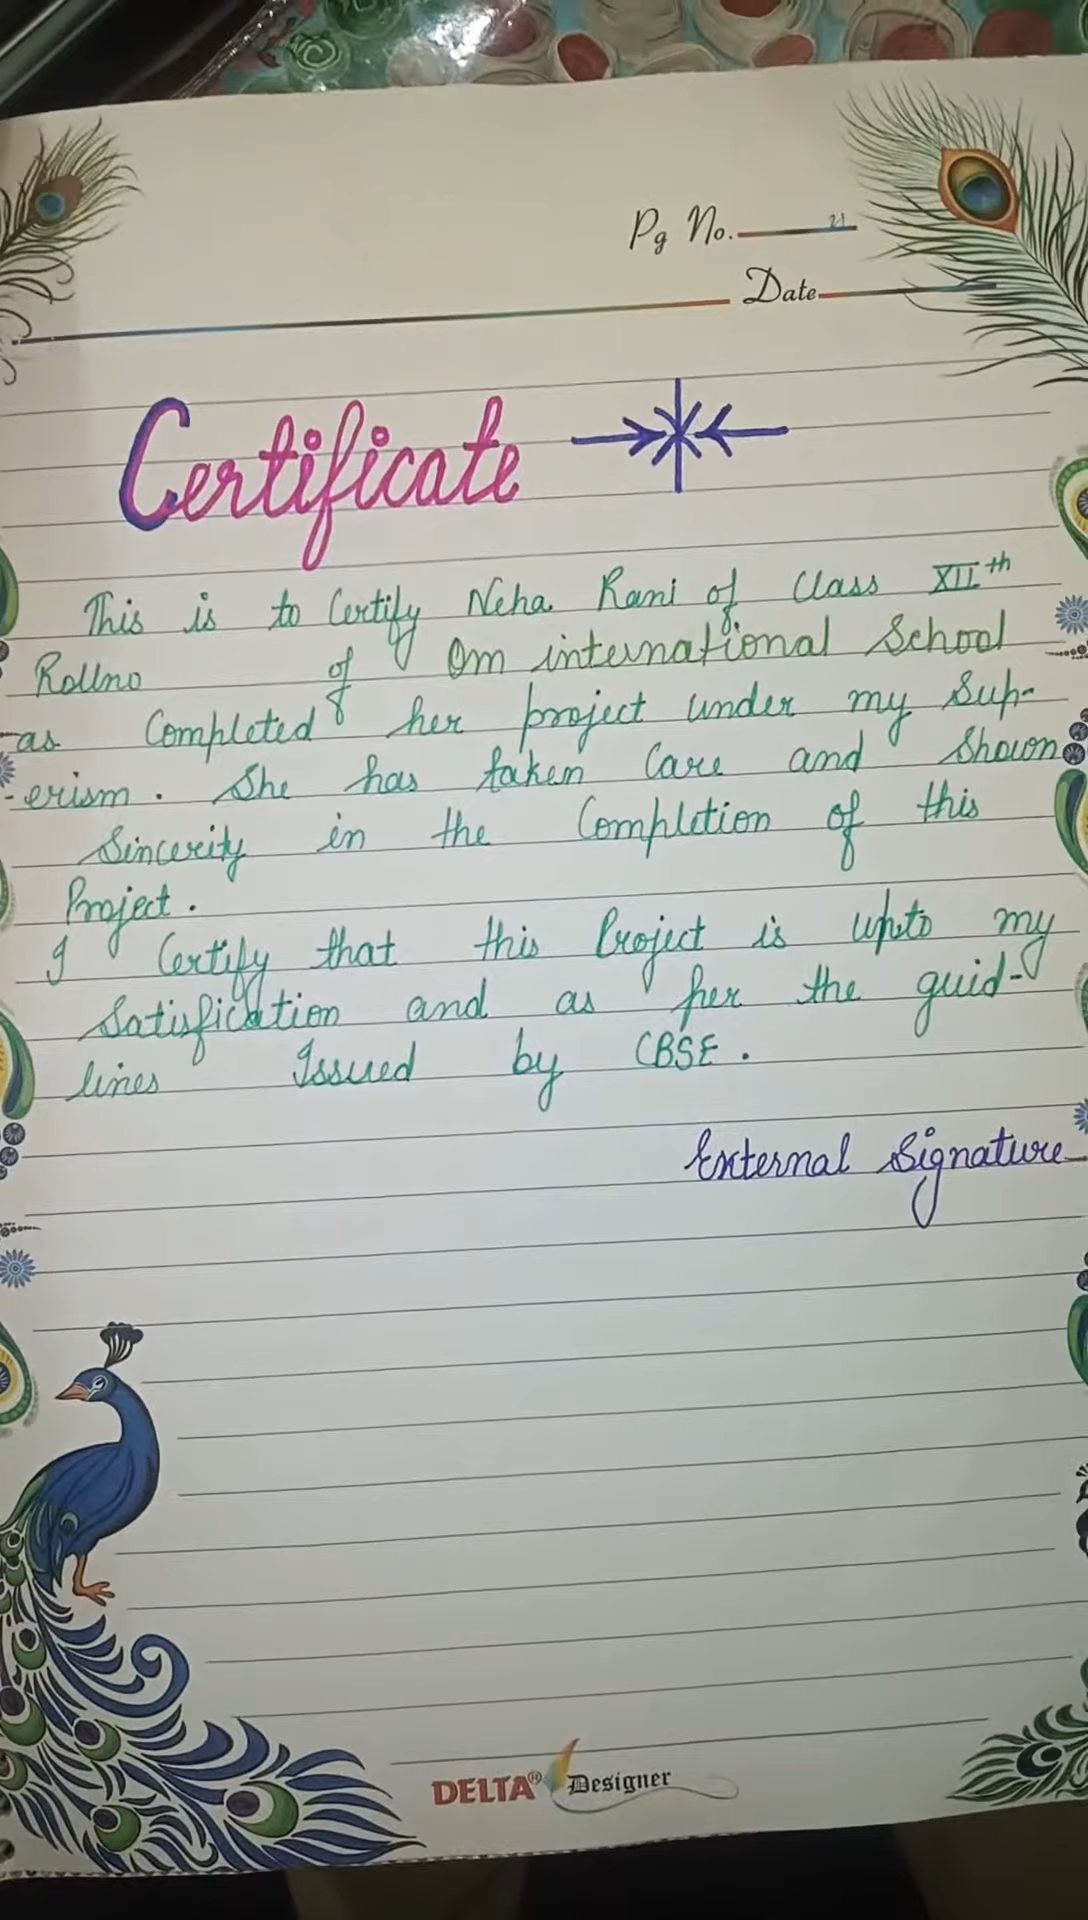 Pg No. 21
Date
Certificate
This is to Certify Neha Rani of Class XIIth
Rollno of Om international School
-as Completed her project under my Sup-
-erism. She has taken Care and Shown
Sincerity in the Completion of this
Project.
I Certify that this Project is upto my
Satisfiction and as per the guid-
lines Issued by CBSE.
External Signature
DELTA® Designer